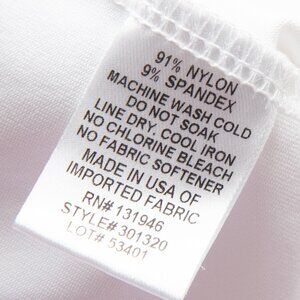 91% NYLON
9% SPANDEX
MACHINE WASH COLD
DO NOT SOAK
LINE DRY. COOL IRON
NO CHLORINE BLEACH
NO FABRIC SOFTENER
MADE IN USA OF
IMPORTED FABRIC
RN# 131946
STYLE# 301320
LOT# 53401